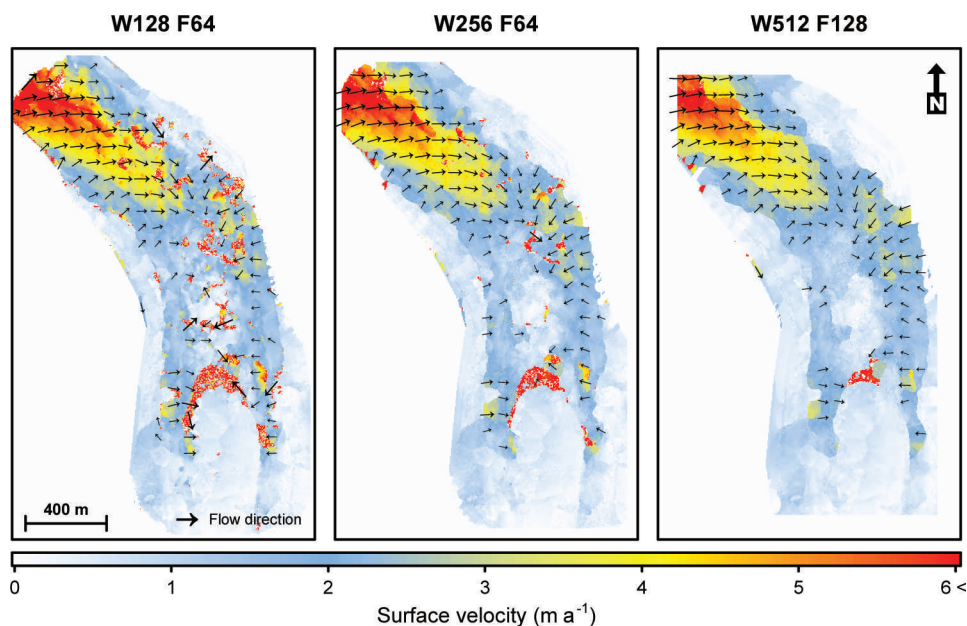 W128 F64
W256 F64
W512 F128
N
400 m
Flow direction
0 1 2 3 4 5 6 <
Surface velocity (m a⁻¹)